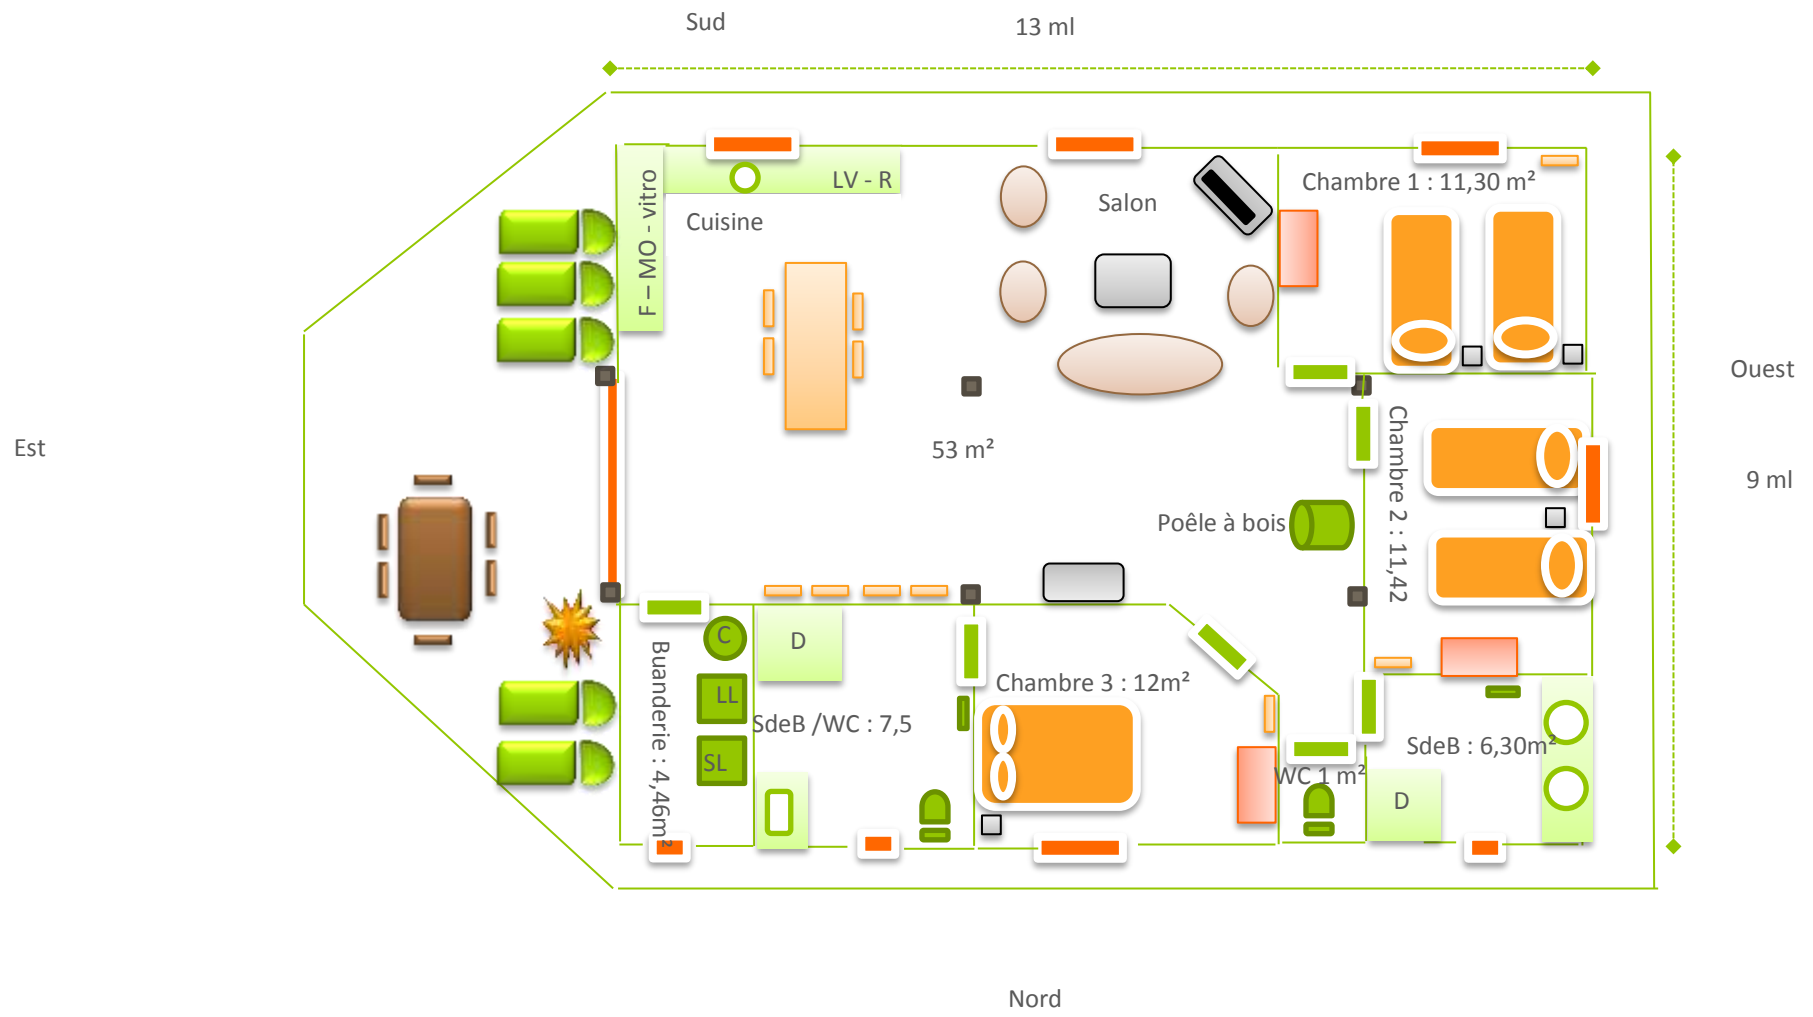 Sud
13 ml
LV - R
Chambre 1 : 11,30 m²
F – MO - vitro
Cuisine
Salon
Ouest
Est
53 m²
Chambre 2 : 11,42
9 ml
Poêle à bois
C
D
Buanderie : 4,46m²
LL
Chambre 3 : 12m²
SdeB /WC : 7,5
SdeB : 6,30m²
SL
WC 1 m²
D
Nord